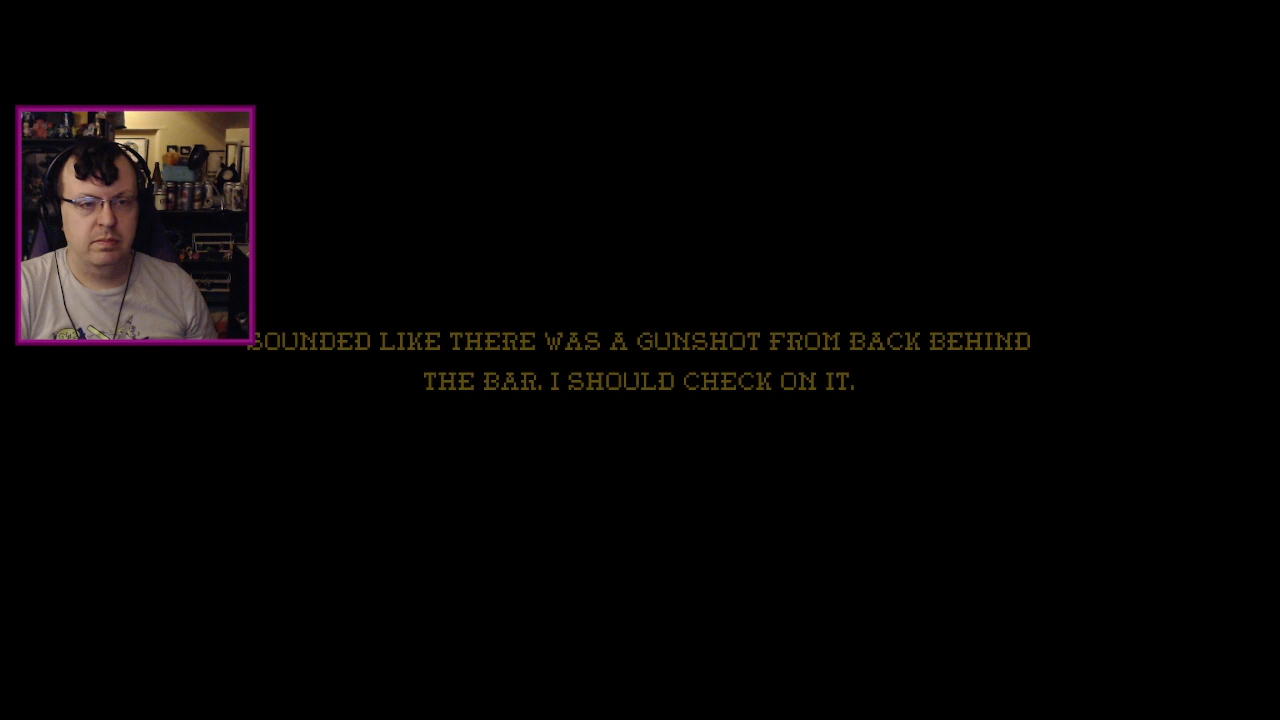 SOUNDED LIKE THERE WAS A GUNSHOT FROM BACK BEHIND
THE BAR. I SHOULD CHECK ON IT.